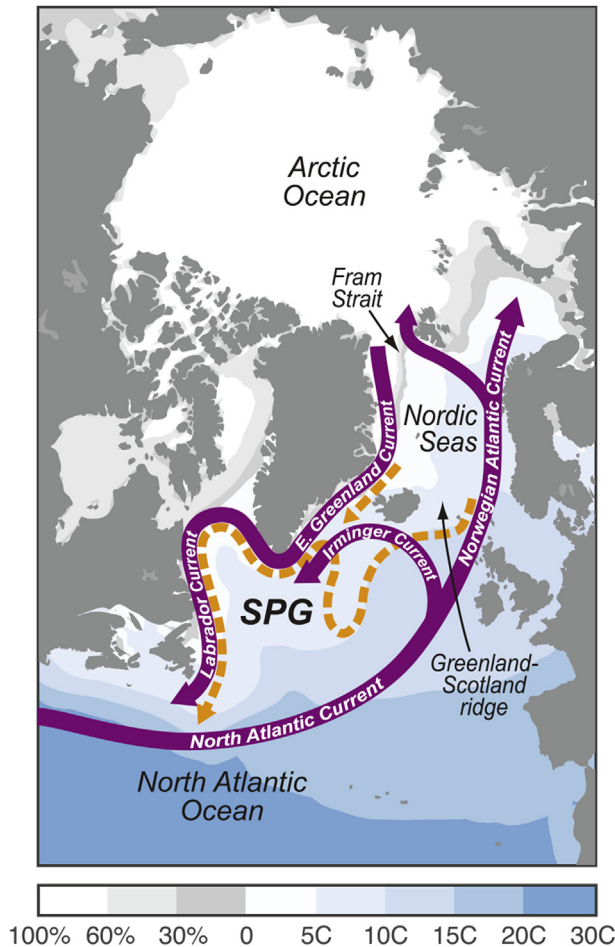 Arctic
Ocean
Fram
Strait
Nordic
Seas
Norwegian Atlantic Current
E. Greenland Current
Irminger Current
Labrador Current
SPG
Greenland-
Scotland
ridge
North Atlantic Current
North Atlantic
Ocean
100% 60% 30% 0 5C 10C 15C 20C 30C